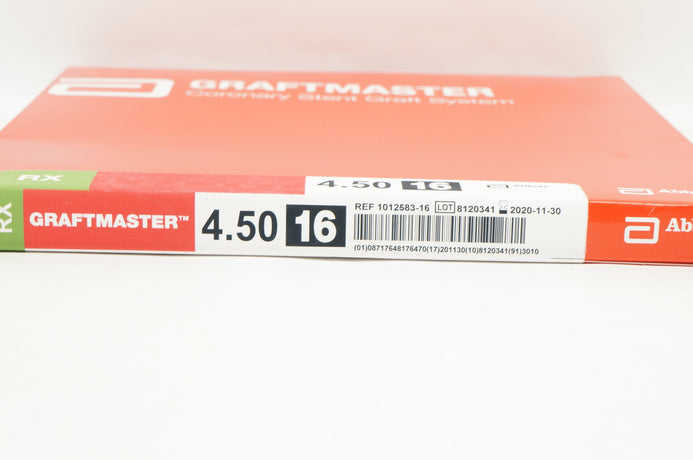 GRAFTMASTER
Coronary Stent Graft System
RX
4.50 16
Abbott
RX
GRAFTMASTER™
4.50 16
REF 1012583-16 LOT 8120341 2020-11-30
(01)08717648176470(17)201130(10)8120341(91)3010